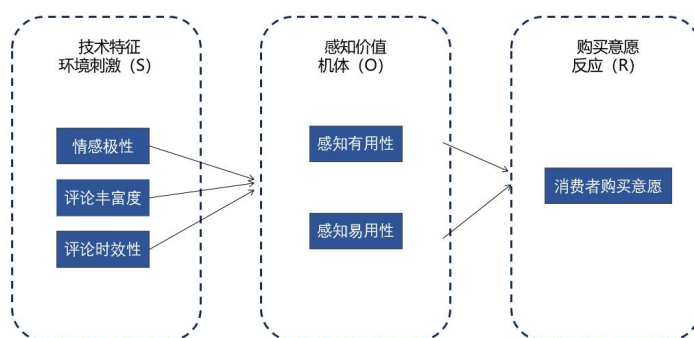 技术特征
环境刺激（S）
情感极性
评论丰富度
评论时效性
感知价值
机体（O）
感知有用性
感知易用性
购买意愿
反应（R）
消费者购买意愿